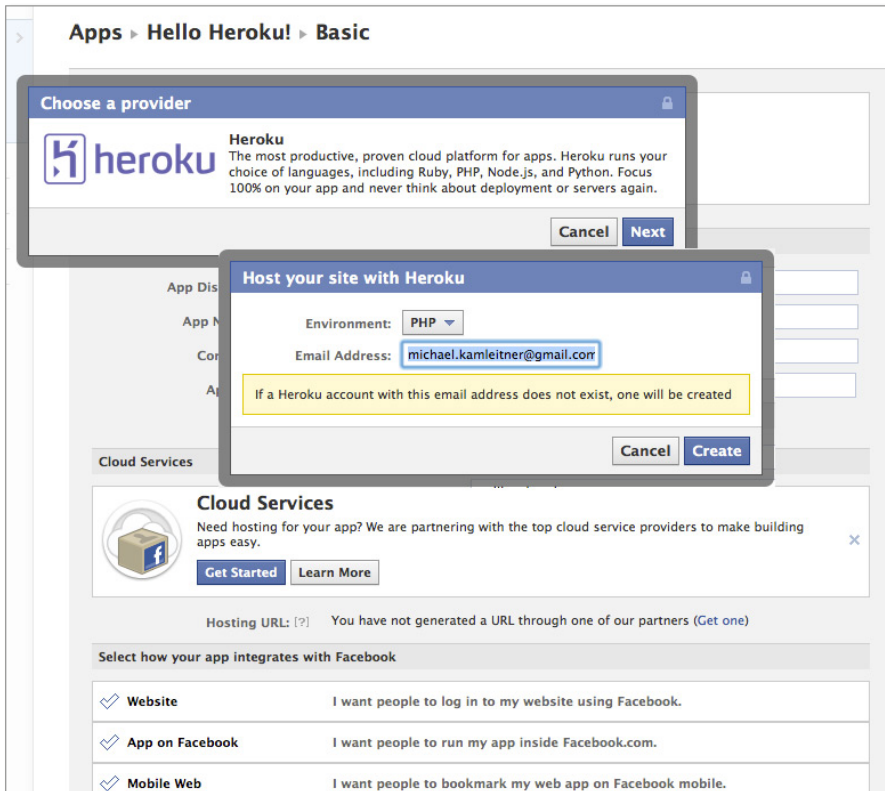 Apps ▸ Hello Heroku! ▸ Basic
Choose a provider
heroku
Heroku
The most productive, proven cloud platform for apps. Heroku runs your
choice of languages, including Ruby, PHP, Node.js, and Python. Focus
100% on your app and never think about deployment or servers again.
Cancel Next
Host your site with Heroku
App Dis
Environment: PHP
App N
Email Address: michael.kamleitner@gmail.com
Cor
If a Heroku account with this email address does not exist, one will be created
Cancel Create
Cloud Services
Cloud Services
Need hosting for your app? We are partnering with the top cloud service providers to make building
apps easy.
Get Started Learn More
Hosting URL: [?] You have not generated a URL through one of our partners (Get one)
Select how your app integrates with Facebook
Website I want people to log in to my website using Facebook.
App on Facebook I want people to run my app inside Facebook.com.
Mobile Web I want people to bookmark my web app on Facebook mobile.